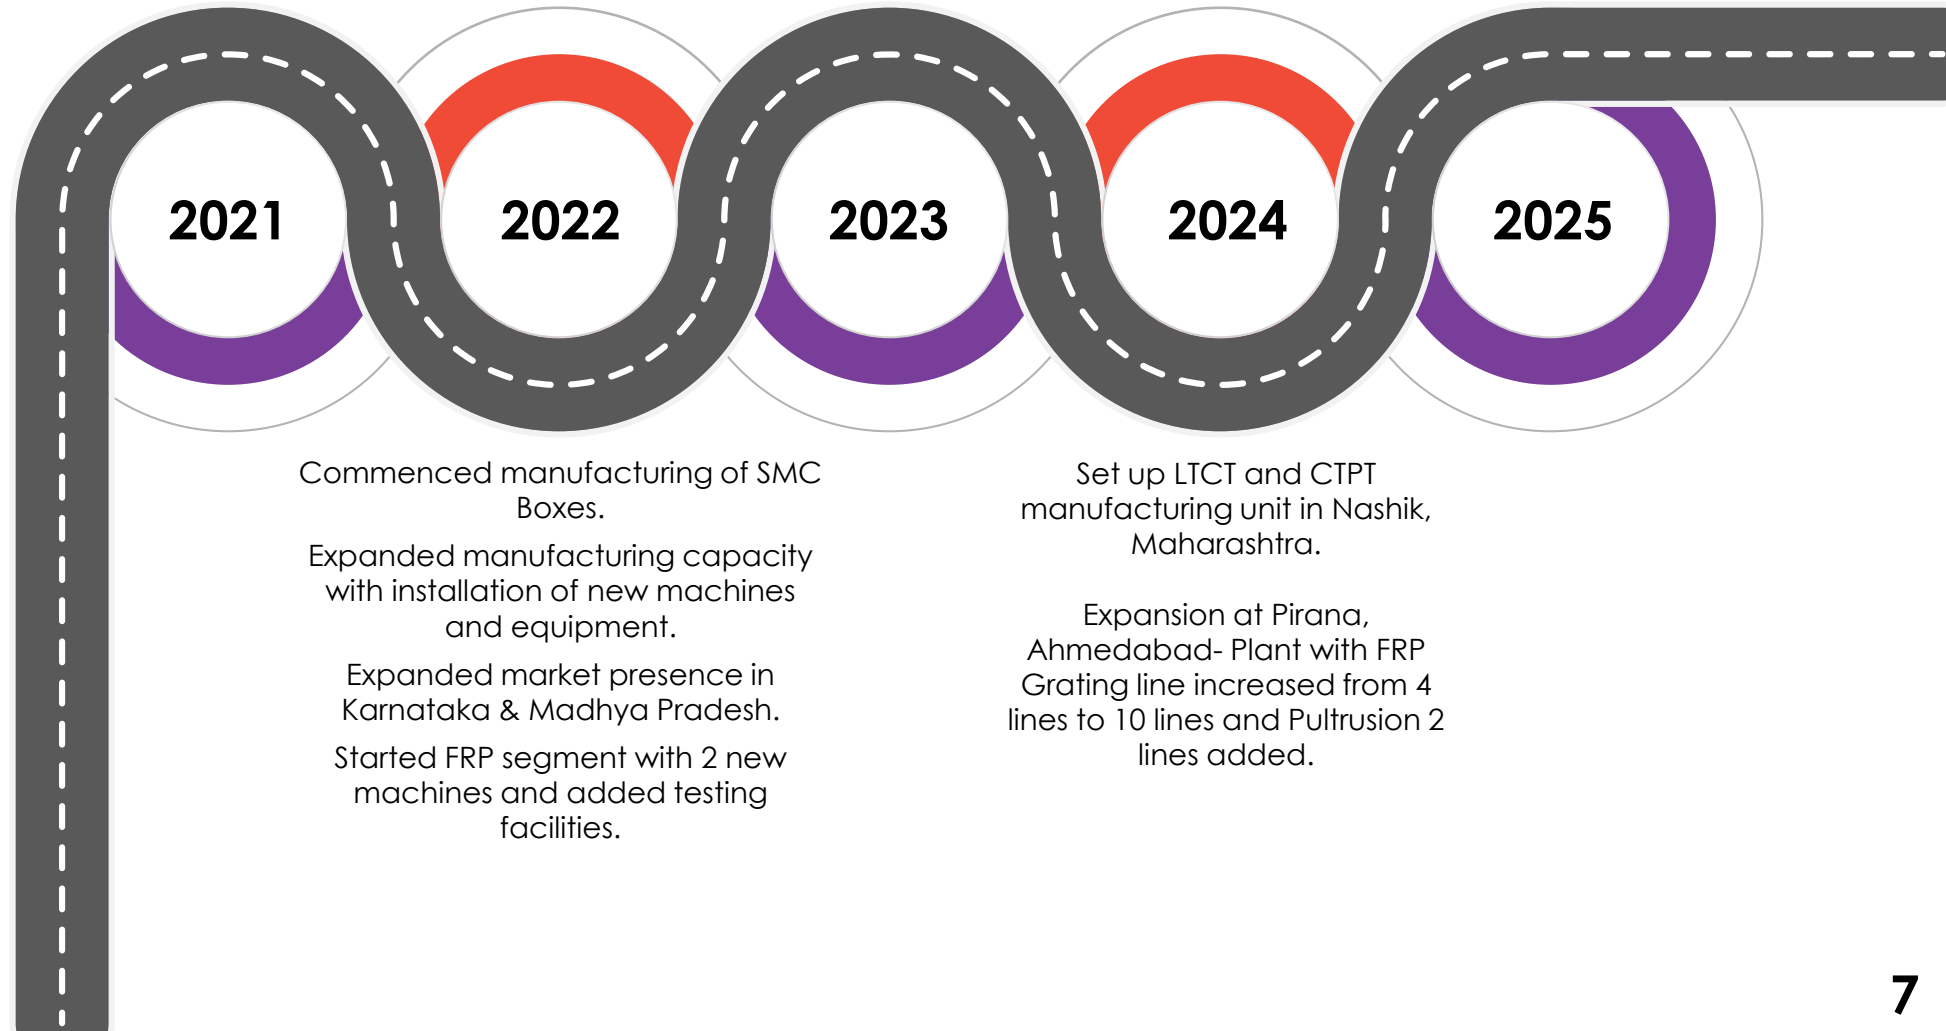 2021
2022
2023
2024
2025
Commenced manufacturing of SMC
Boxes.
Expanded manufacturing capacity
with installation of new machines
and equipment.
Expanded market presence in
Karnataka & Madhya Pradesh.
Started FRP segment with 2 new
machines and added testing
facilities.
Set up LTCT and CTPT
manufacturing unit in Nashik,
Maharashtra.
Expansion at Pirana,
Ahmedabad- Plant with FRP
Grating line increased from 4
lines to 10 lines and Pultrusion 2
lines added.
7